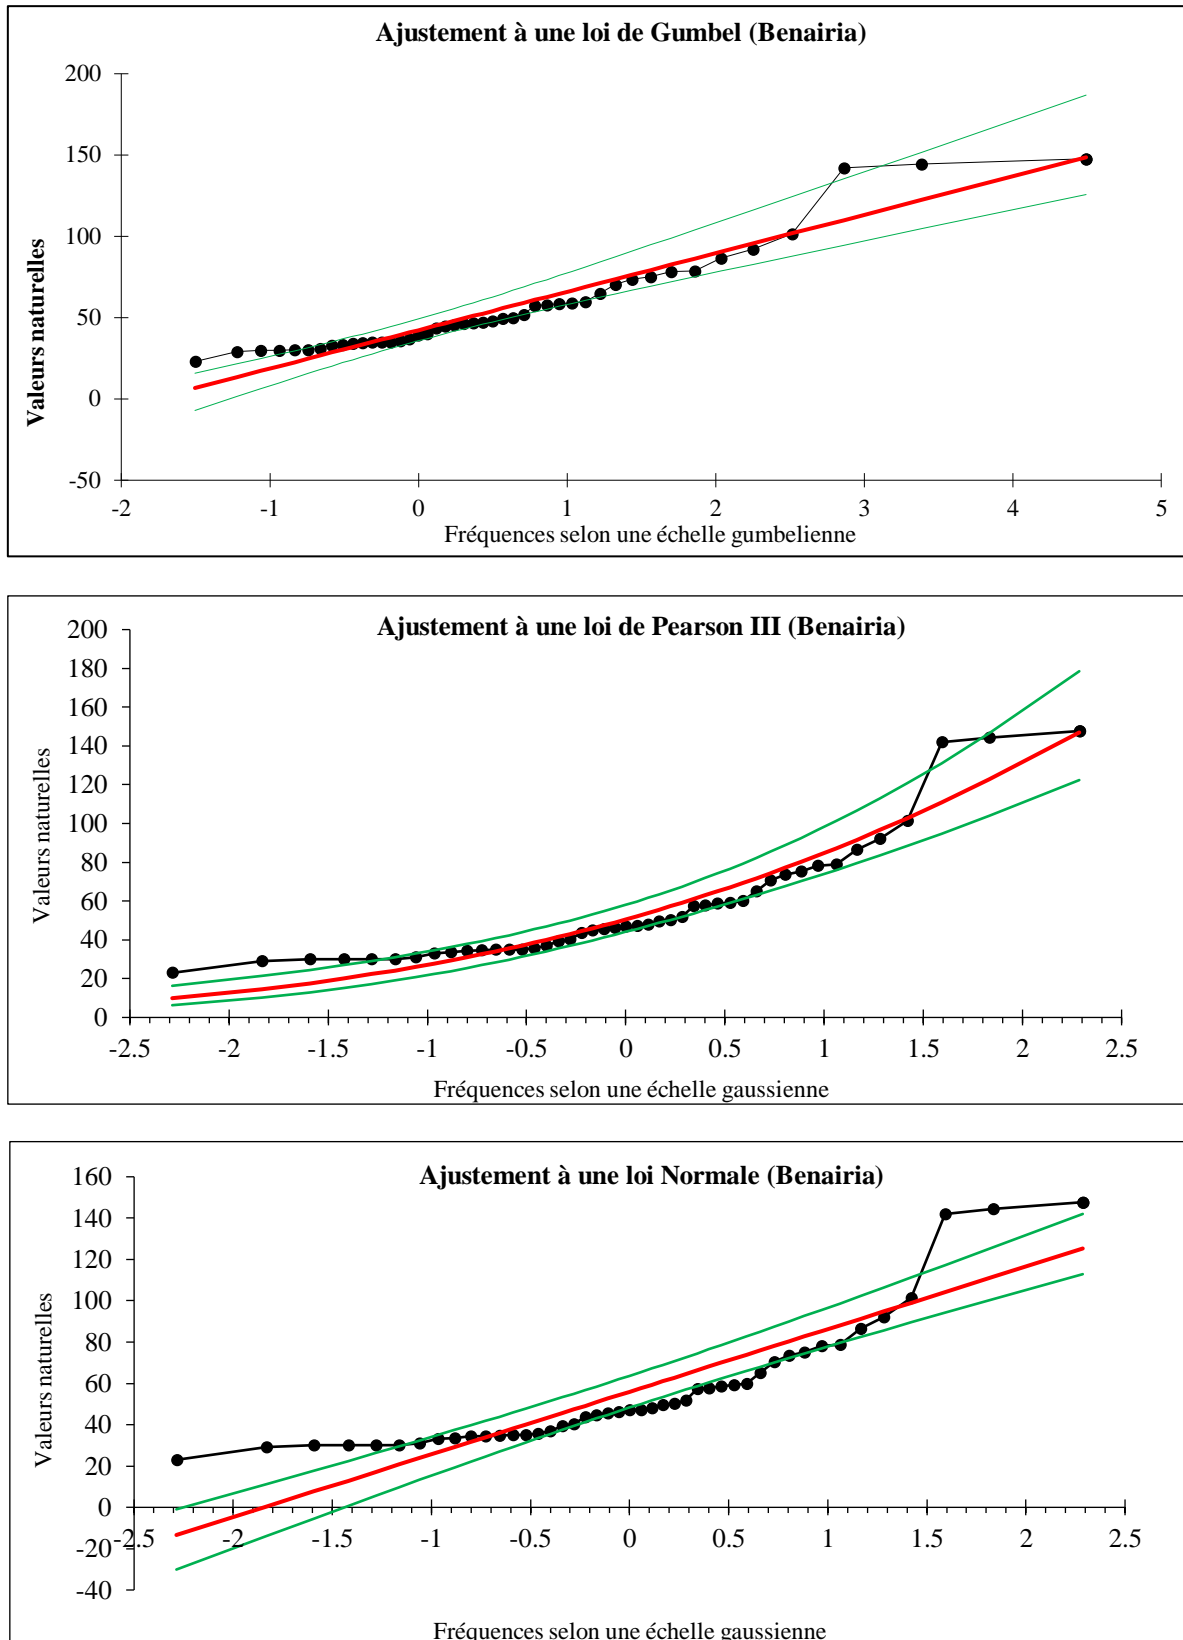 Ajustement à une loi de Gumbel (Benairia)
200
150
100
50
0
-50
-2 -1 0 1 2 3 4 5
Valeurs naturelles
Fréquences selon une échelle gumbelienne
Ajustement à une loi de Pearson III (Benairia)
200
180
160
140
120
100
80
60
40
20
0
-2.5 -2 -1.5 -1 -0.5 0 0.5 1 1.5 2 2.5
Valeurs naturelles
Fréquences selon une échelle gaussienne
Ajustement à une loi Normale (Benairia)
160
140
120
100
80
60
40
20
0
-20
-40
-2.5 -2 -1.5 -1 -0.5 0 0.5 1 1.5 2 2.5
Valeurs naturelles
Fréquences selon une échelle gaussienne